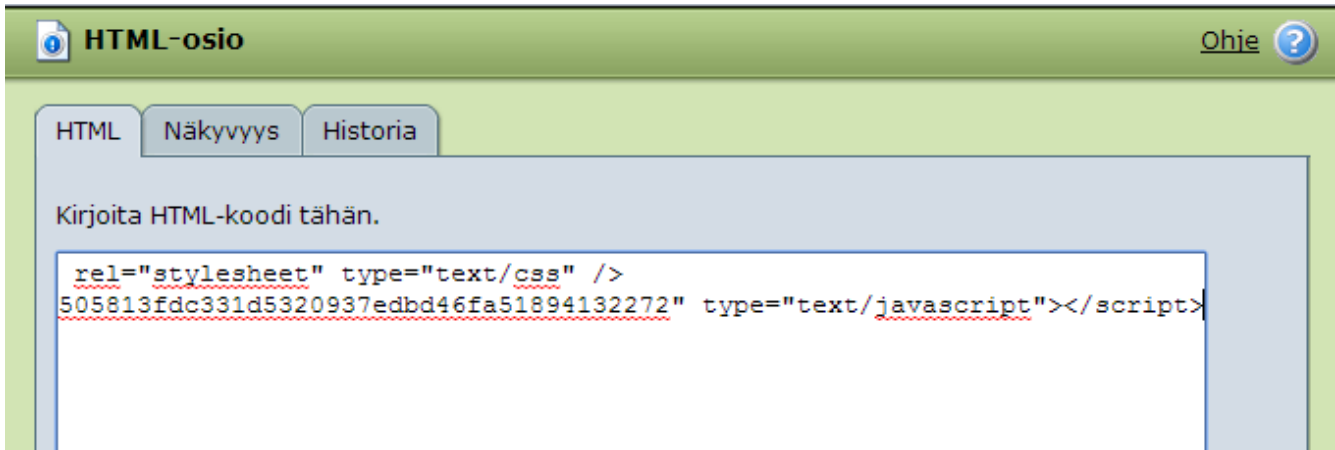 HTML-osio
Ohje
HTML Näkyvyys Historia
Kirjoita HTML-koodi tähän.
rel="stylesheet" type="text/css" />
505813fdc331d5320937edbd46fa51894132272" type="text/javascript"></script>